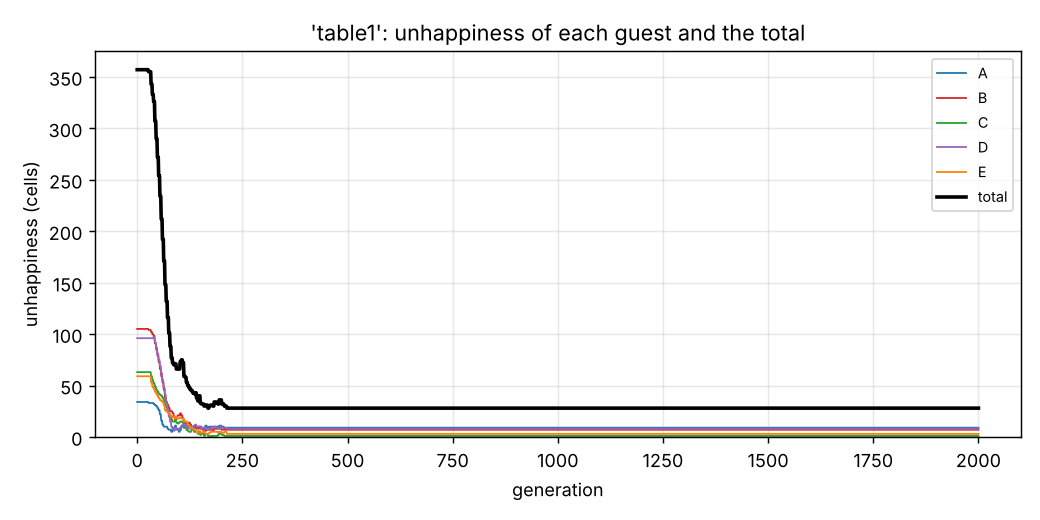 'table1': unhappiness of each guest and the total
unhappiness (cells)
350
300
250
200
150
100
50
0
0 250 500 750 1000 1250 1500 1750 2000
generation
A
B
C
D
E
total